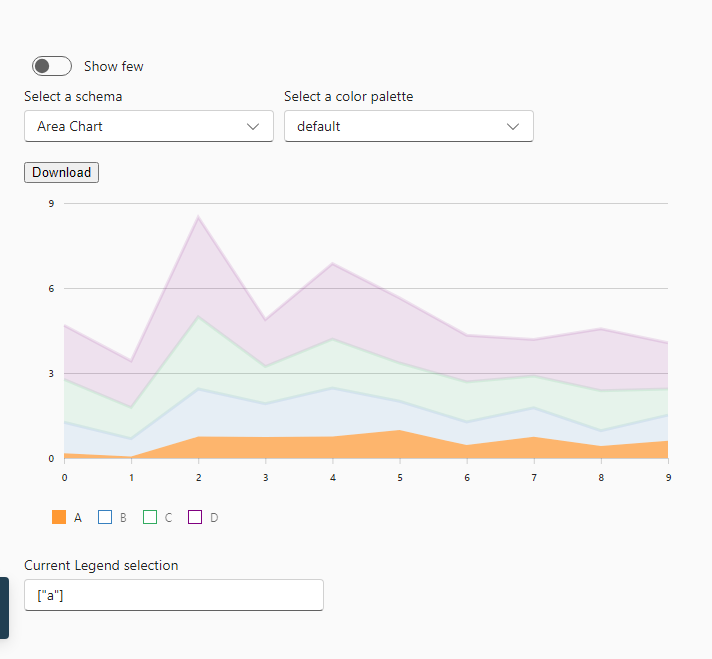 Show few
Select a schema Select a color palette
Area Chart default
Download
9
6
3
0
0 1 2 3 4 5 6 7 8 9
A B C D
Current Legend selection
["a"]